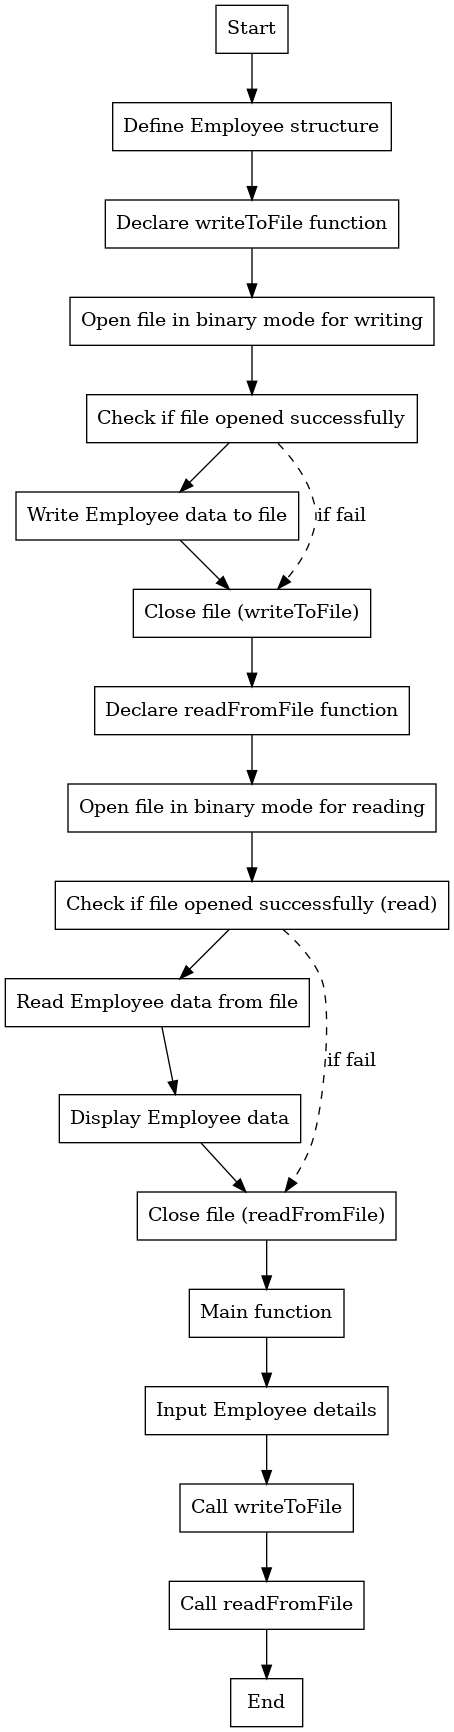 Start
Define Employee structure
Declare writeToFile function
Open file in binary mode for writing
Check if file opened successfully
Write Employee data to file
if fail
Close file (writeToFile)
Declare readFromFile function
Open file in binary mode for reading
Check if file opened successfully (read)
Read Employee data from file
if fail
Display Employee data
Close file (readFromFile)
Main function
Input Employee details
Call writeToFile
Call readFromFile
End